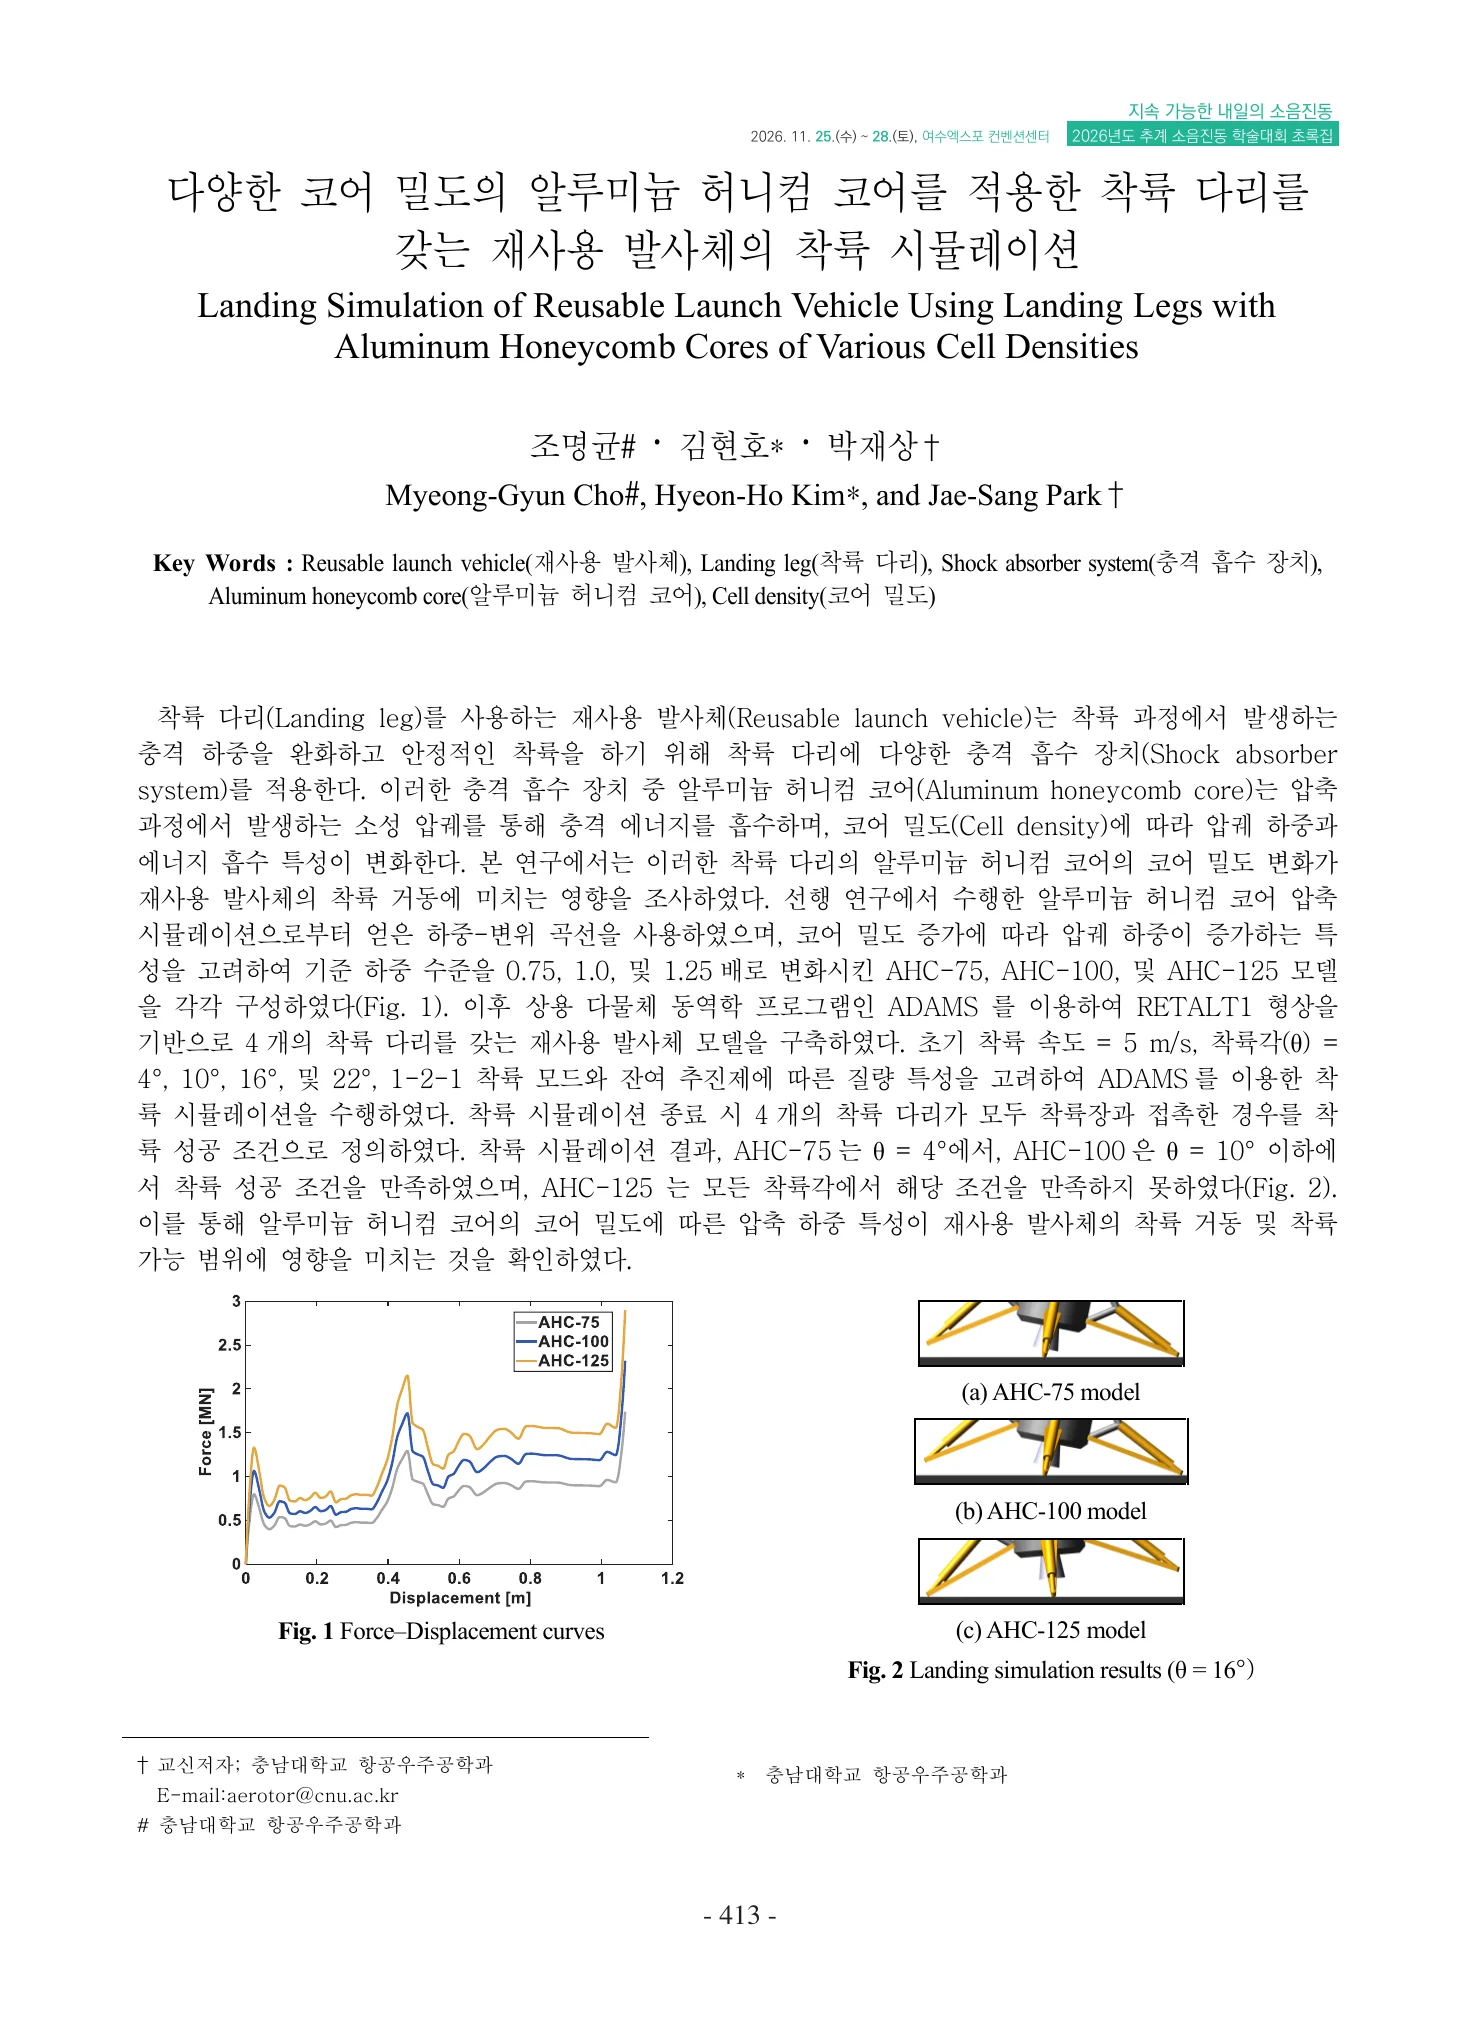 지속 가능한 내일의 소음진동
2026. 11. 25.(수) ~ 28.(토), 여수엑스포 컨벤션센터 2026년도 추계 소음진동 학술대회 초록집
다양한 코어 밀도의 알루미늄 허니컴 코어를 적용한 착륙 다리를
갖는 재사용 발사체의 착륙 시뮬레이션
Landing Simulation of Reusable Launch Vehicle Using Landing Legs with
Aluminum Honeycomb Cores of Various Cell Densities
조명균# · 김현호* · 박재상†
Myeong-Gyun Cho#, Hyeon-Ho Kim*, and Jae-Sang Park†
Key Words : Reusable launch vehicle(재사용 발사체), Landing leg(착륙 다리), Shock absorber system(충격 흡수 장치),
Aluminum honeycomb core(알루미늄 허니컴 코어), Cell density(코어 밀도)
착륙 다리(Landing leg)를 사용하는 재사용 발사체(Reusable launch vehicle)는 착륙 과정에서 발생하는
충격 하중을 완화하고 안정적인 착륙을 하기 위해 착륙 다리에 다양한 충격 흡수 장치(Shock absorber
system)를 적용한다. 이러한 충격 흡수 장치 중 알루미늄 허니컴 코어(Aluminum honeycomb core)는 압축
과정에서 발생하는 소성 압궤를 통해 충격 에너지를 흡수하며, 코어 밀도(Cell density)에 따라 압궤 하중과
에너지 흡수 특성이 변화한다. 본 연구에서는 이러한 착륙 다리의 알루미늄 허니컴 코어의 코어 밀도 변화가
재사용 발사체의 착륙 거동에 미치는 영향을 조사하였다. 선행 연구에서 수행한 알루미늄 허니컴 코어 압축
시뮬레이션으로부터 얻은 하중-변위 곡선을 사용하였으며, 코어 밀도 증가에 따라 압궤 하중이 증가하는 특
성을 고려하여 기준 하중 수준을 0.75, 1.0, 및 1.25 배로 변화시킨 AHC-75, AHC-100, 및 AHC-125 모델
을 각각 구성하였다(Fig. 1). 이후 상용 다물체 동역학 프로그램인 ADAMS 를 이용하여 RETALT1 형상을
기반으로 4 개의 착륙 다리를 갖는 재사용 발사체 모델을 구축하였다. 초기 착륙 속도 = 5 m/s, 착륙각(θ) =
4°, 10°, 16°, 및 22°, 1-2-1 착륙 모드와 잔여 추진제에 따른 질량 특성을 고려하여 ADAMS 를 이용한 착
륙 시뮬레이션을 수행하였다. 착륙 시뮬레이션 종료 시 4 개의 착륙 다리가 모두 착륙장과 접촉한 경우를 착
륙 성공 조건으로 정의하였다. 착륙 시뮬레이션 결과, AHC-75 는 θ = 4°에서, AHC-100 은 θ = 10° 이하에
서 착륙 성공 조건을 만족하였으며, AHC-125 는 모든 착륙각에서 해당 조건을 만족하지 못하였다(Fig. 2).
이를 통해 알루미늄 허니컴 코어의 코어 밀도에 따른 압축 하중 특성이 재사용 발사체의 착륙 거동 및 착륙
가능 범위에 영향을 미치는 것을 확인하였다.
3
2.5
2
1.5
1
0.5
0
Force [MN]
AHC-75
AHC-100
AHC-125
0 0.2 0.4 0.6 0.8 1 1.2
Displacement [m]
Fig. 1 Force–Displacement curves
(a) AHC-75 model
(b) AHC-100 model
(c) AHC-125 model
Fig. 2 Landing simulation results (θ = 16°)
† 교신저자; 충남대학교 항공우주공학과
E-mail:aerotor@cnu.ac.kr
# 충남대학교 항공우주공학과
* 충남대학교 항공우주공학과
- 413 -